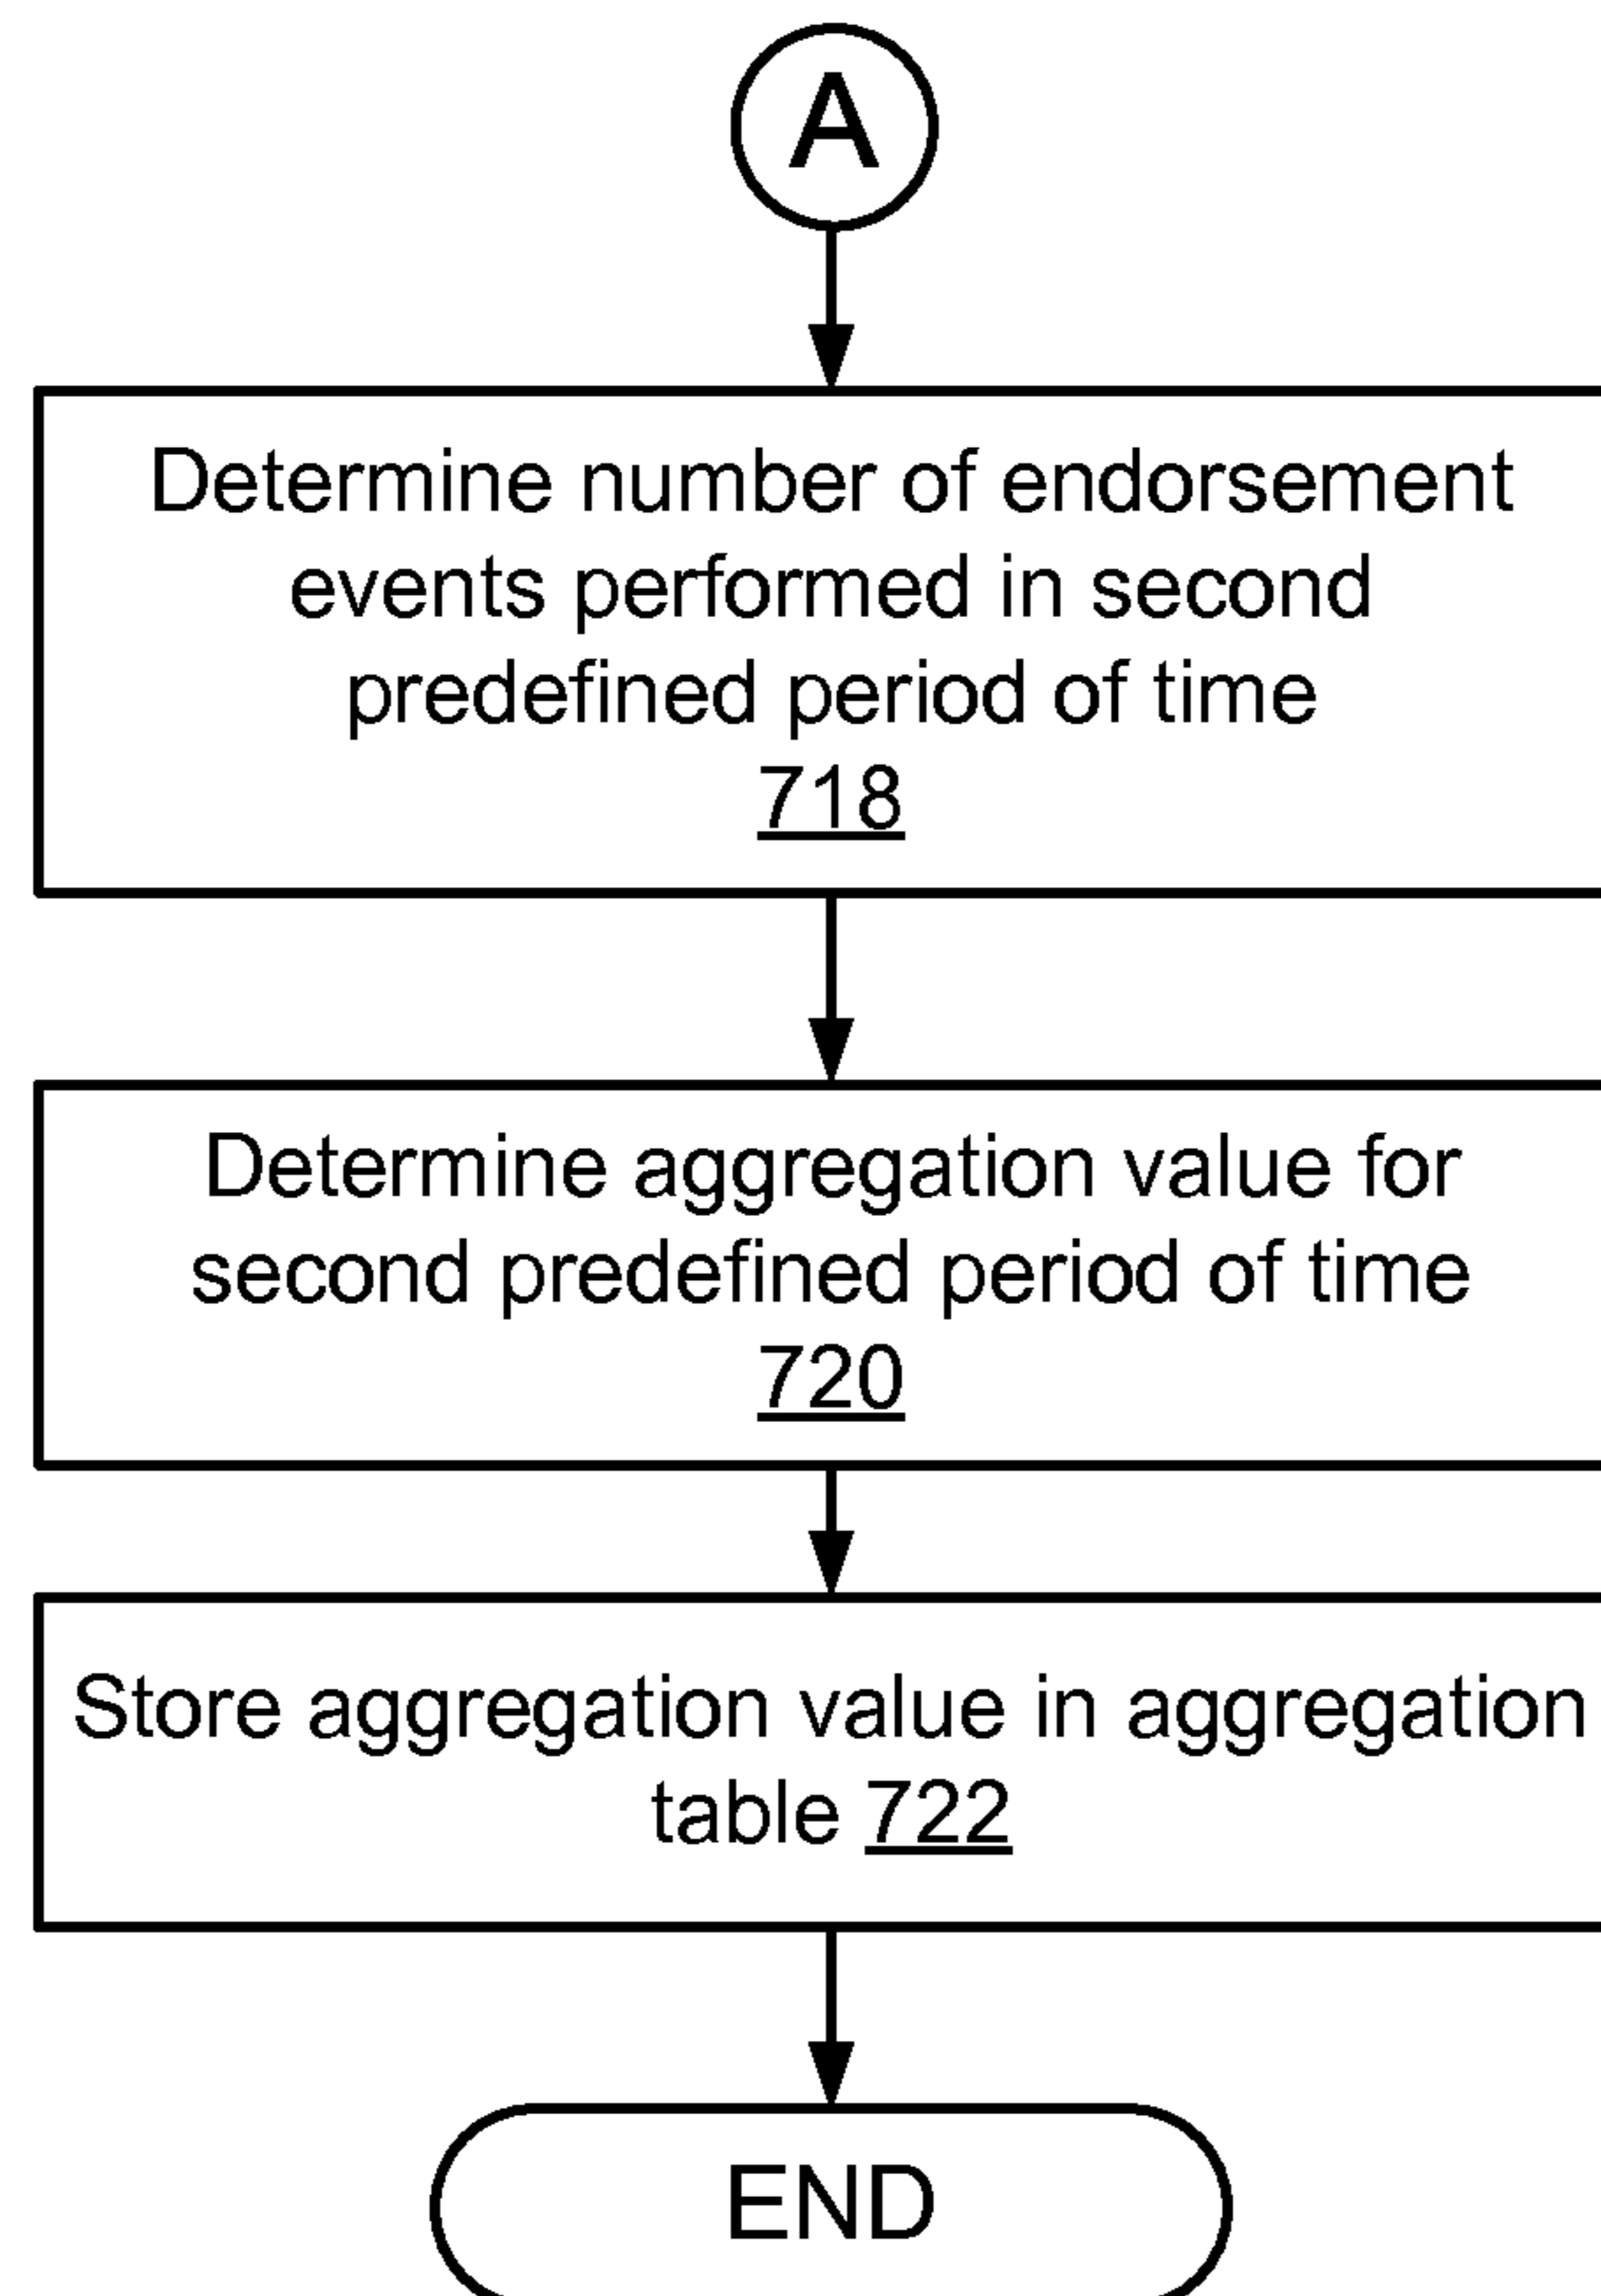 A
Determine number of endorsement
events performed in second
predefined period of time
718
Determine aggregation value for
second predefined period of time
720
Store aggregation value in aggregation
table 722
END